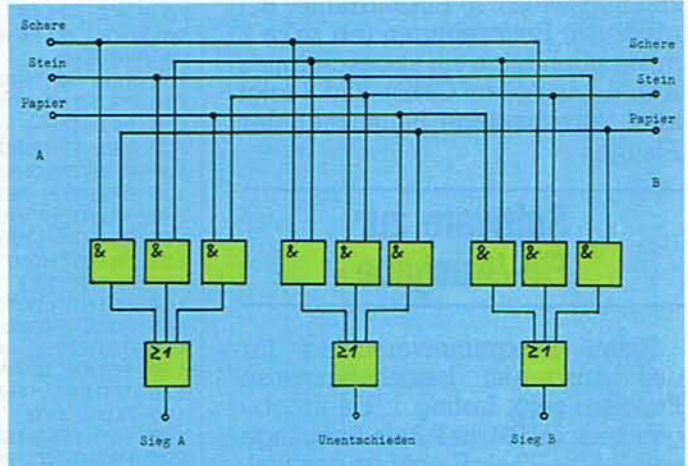 Schere
Stein
Papier
A
Schere
Stein
Papier
B
& & & & & & & & &
≥1 ≥1 ≥1
Sieg A Unentschieden Sieg B